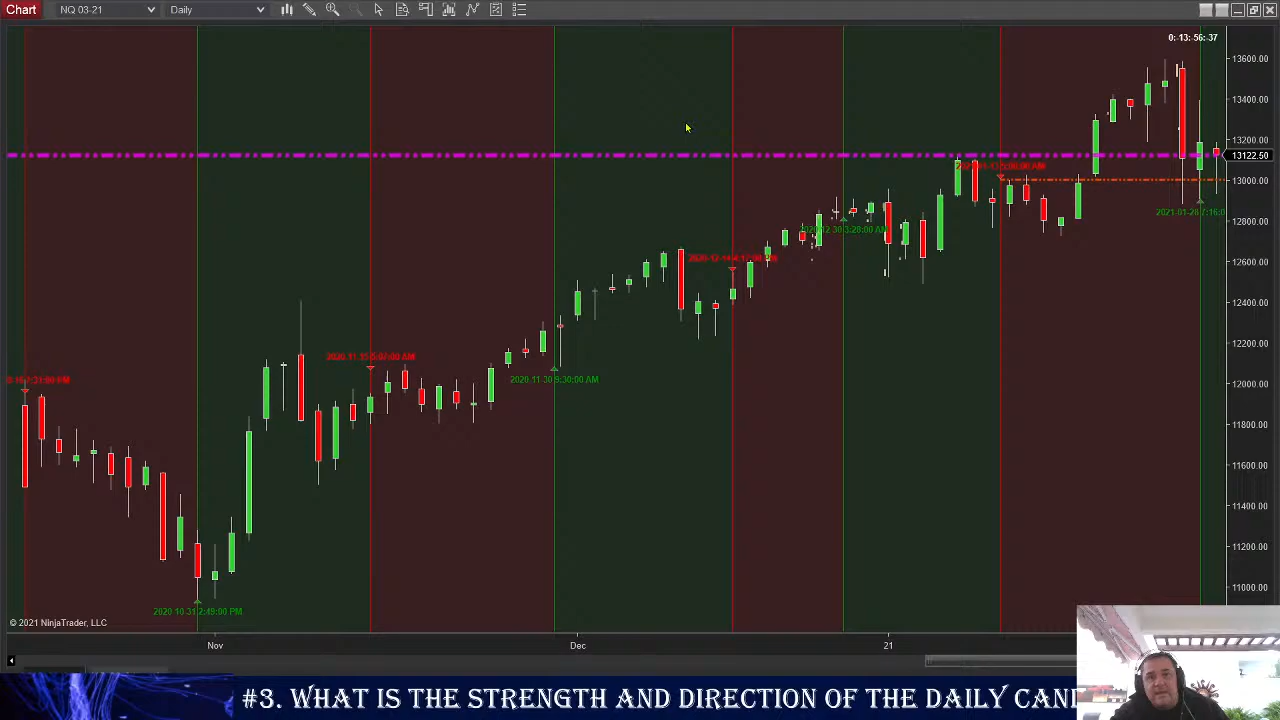 Chart NQ 03-21 Daily
0: 13: 56: 37
13600.00
13400.00
13200.00
13122.50
13000.00
12800.00
12600.00
12400.00
12200.00
12000.00
11800.00
11600.00
11400.00
11200.00
11000.00
2020 10 31 2:49:00 PM
2020 11 30 9:30:00 AM
© 2021 NinjaTrader, LLC
Nov Dec 21
#3. WHAT IS THE STRENGTH AND DIRECTION OF THE DAILY CAND